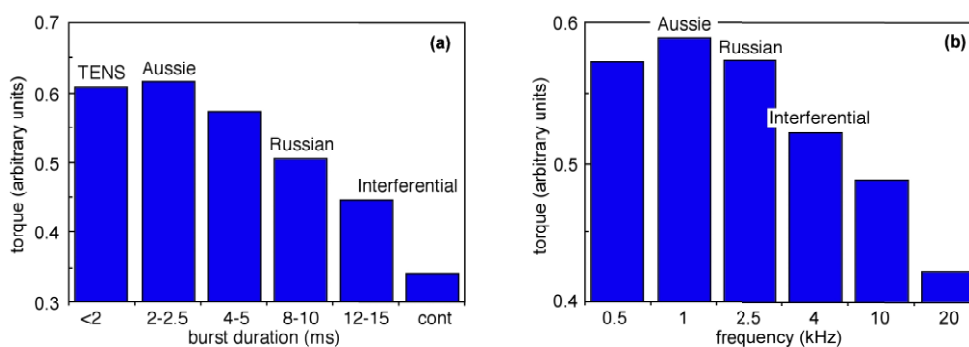 0.7
0.6
0.5
0.4
0.3
torque (arbitrary units)
(a)
TENS
Aussie
Russian
Interferential
<2 2-2.5 4-5 8-10 12-15 cont
burst duration (ms)
0.6
0.5
0.4
torque (arbitrary units)
(b)
Aussie
Russian
Interferential
0.5 1 2.5 4 10 20
frequency (kHz)